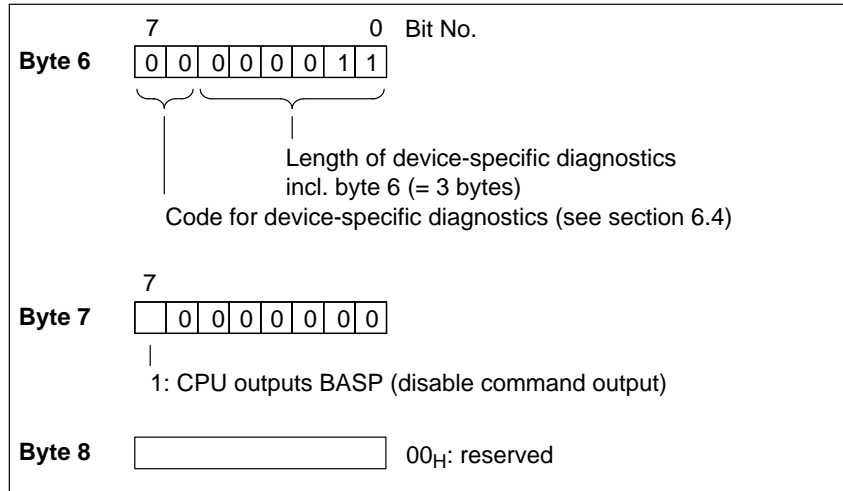 7 0 Bit No.
Byte 6 0 0 0 0 0 0 1 1
Length of device-specific diagnostics
incl. byte 6 (= 3 bytes)
Code for device-specific diagnostics (see section 6.4)
7
Byte 7 0 0 0 0 0 0 0
1: CPU outputs BASP (disable command output)
Byte 8 00H: reserved